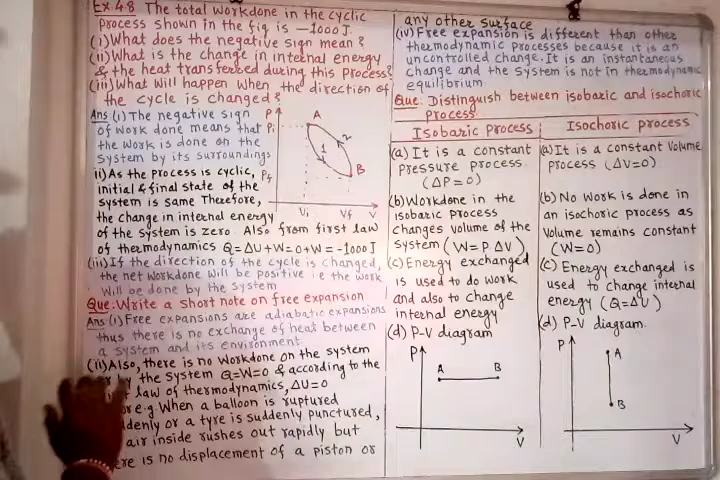 Ex 4.8 The total workdone in the cyclic
process shown in the fig is -1000J.
(i) What does the negative sign mean?
(ii) What is the change in internal energy
& the heat transferred during this process?
(iii) What will happen when the direction of
the cycle is changed?
Ans (i) The negative sign
of work done means that
the work is done on the
system by its surroundings
ii) As the process is cyclic,
initial & final state of the
system is same Therefore,
the change in internal energy
of the system is zero. Also from first law
of thermodynamics Q=ΔU+W=0+W=-1000J
(iii) If the direction of the cycle is changed,
the net workdone will be positive i.e the work
will be done by the system
P
Pi
Pf
A
2
1
B
Vi
Vf
V
Que: Write a short note on free expansion
Ans (i) Free expansions are adiabatic expansions
thus there is no exchange of heat between
a system and its environment
(ii) Also, there is no workdone on the system
by the system Q=W=0 & according to the
law of thermodynamics, ΔU=0
e.g When a balloon is ruptured
or a tyre is suddenly punctured,
air inside rushes out rapidly but
is no displacement of a piston or
any other surface
(iv) Free expansion is different than other
thermodynamic processes because it is an
uncontrolled change. It is an instantaneous
change and the system is not in thermodynamic
equilibrium
Que: Distinguish between isobaric and isochoric
process
Isobaric process
(a) It is a constant
pressure process.
(ΔP=0)
(b) Workdone in the
isobaric process
changes volume of the
system (W=PΔV)
(c) Energy exchanged
is used to do work
and also to change
internal energy
(d) P-V diagram
P
A
B
V
Isochoric process
(a) It is a constant volume
process (ΔV=0)
(b) No work is done in
an isochoric process as
volume remains constant
(W=0)
(c) Energy exchanged is
used to change internal
energy (Q=ΔU)
(d) P-V diagram.
P
A
B
V